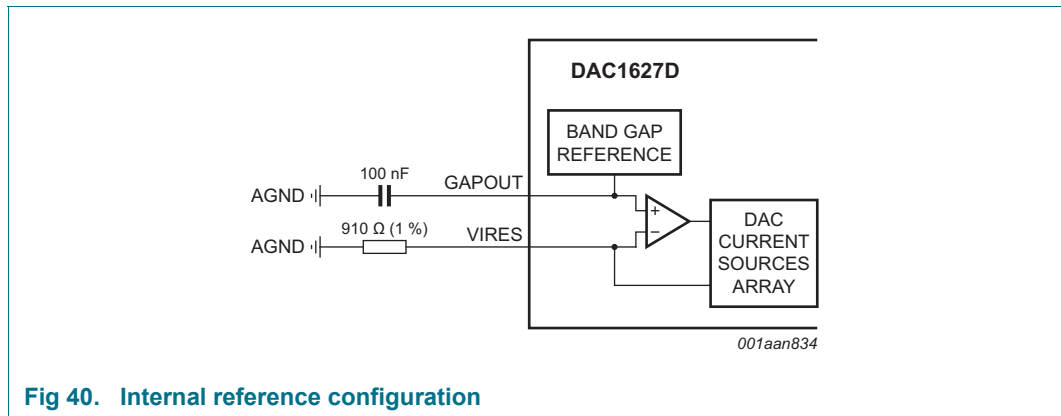 DAC1627D
BAND GAP
REFERENCE
100 nF
GAPOUT
AGND
910 Ω (1 %)
VIRES
AGND
+
−
DAC
CURRENT
SOURCES
ARRAY
001aan834
Fig 40. Internal reference configuration